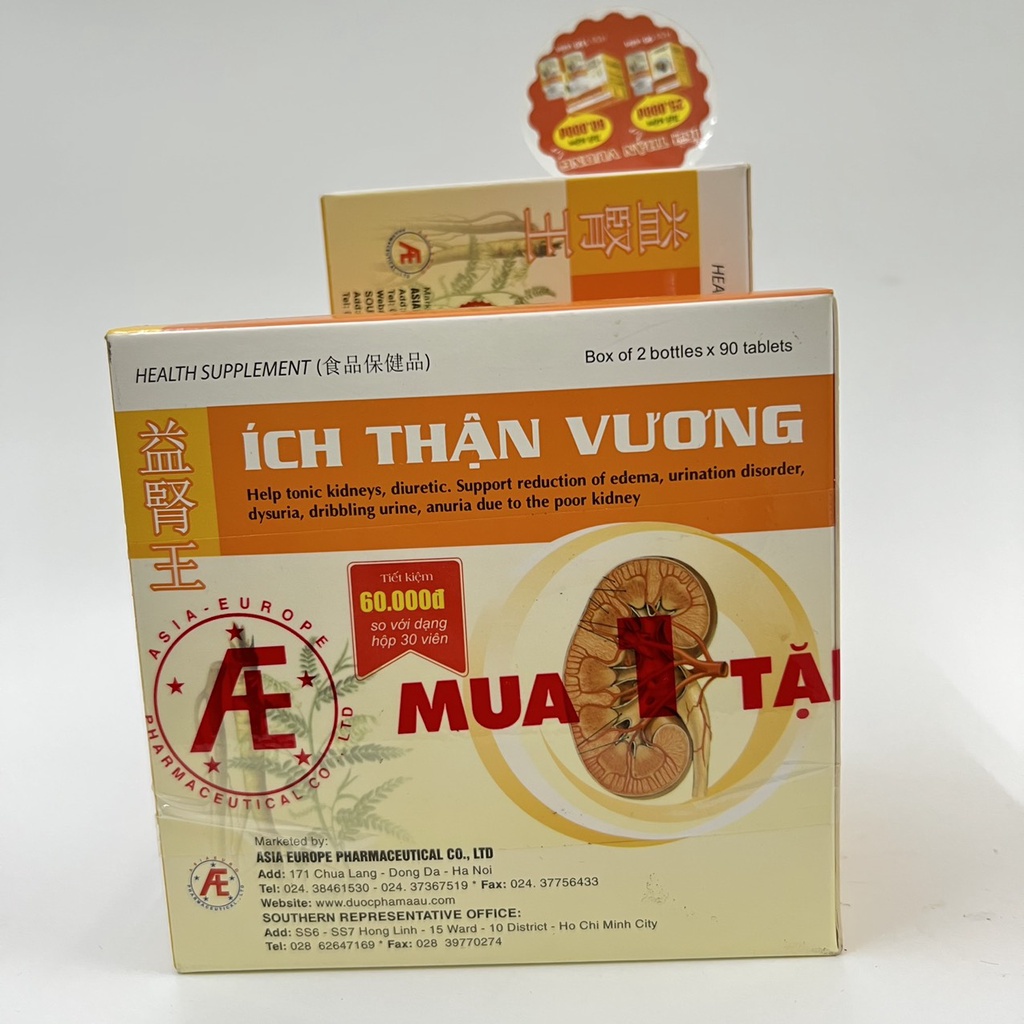 益腎王
HEA
HEALTH SUPPLEMENT (食品保健品)
Box of 2 bottles x 90 tablets
益腎王
ÍCH THẬN VƯƠNG
Help tonic kidneys, diuretic. Support reduction of edema, urination disorder,
dysuria, dribbling urine, anuria due to the poor kidney
Tiết kiệm
60.000đ
so với dạng
hộp 30 viên
ASIA-EUROPE
Æ
PHARMACEUTICAL CO LTD
MUA 1 TẶ
Marketed by:
ASIA EUROPE PHARMACEUTICAL CO., LTD
Add: 171 Chua Lang - Dong Da - Ha Noi
Tel: 024. 38461530 - 024. 37367519 * Fax: 024. 37756433
Website: www.duocphamaau.com
SOUTHERN REPRESENTATIVE OFFICE:
Add: SS6 - SS7 Hong Linh - 15 Ward - 10 District - Ho Chi Minh City
Tel: 028 62647169 * Fax: 028 39770274